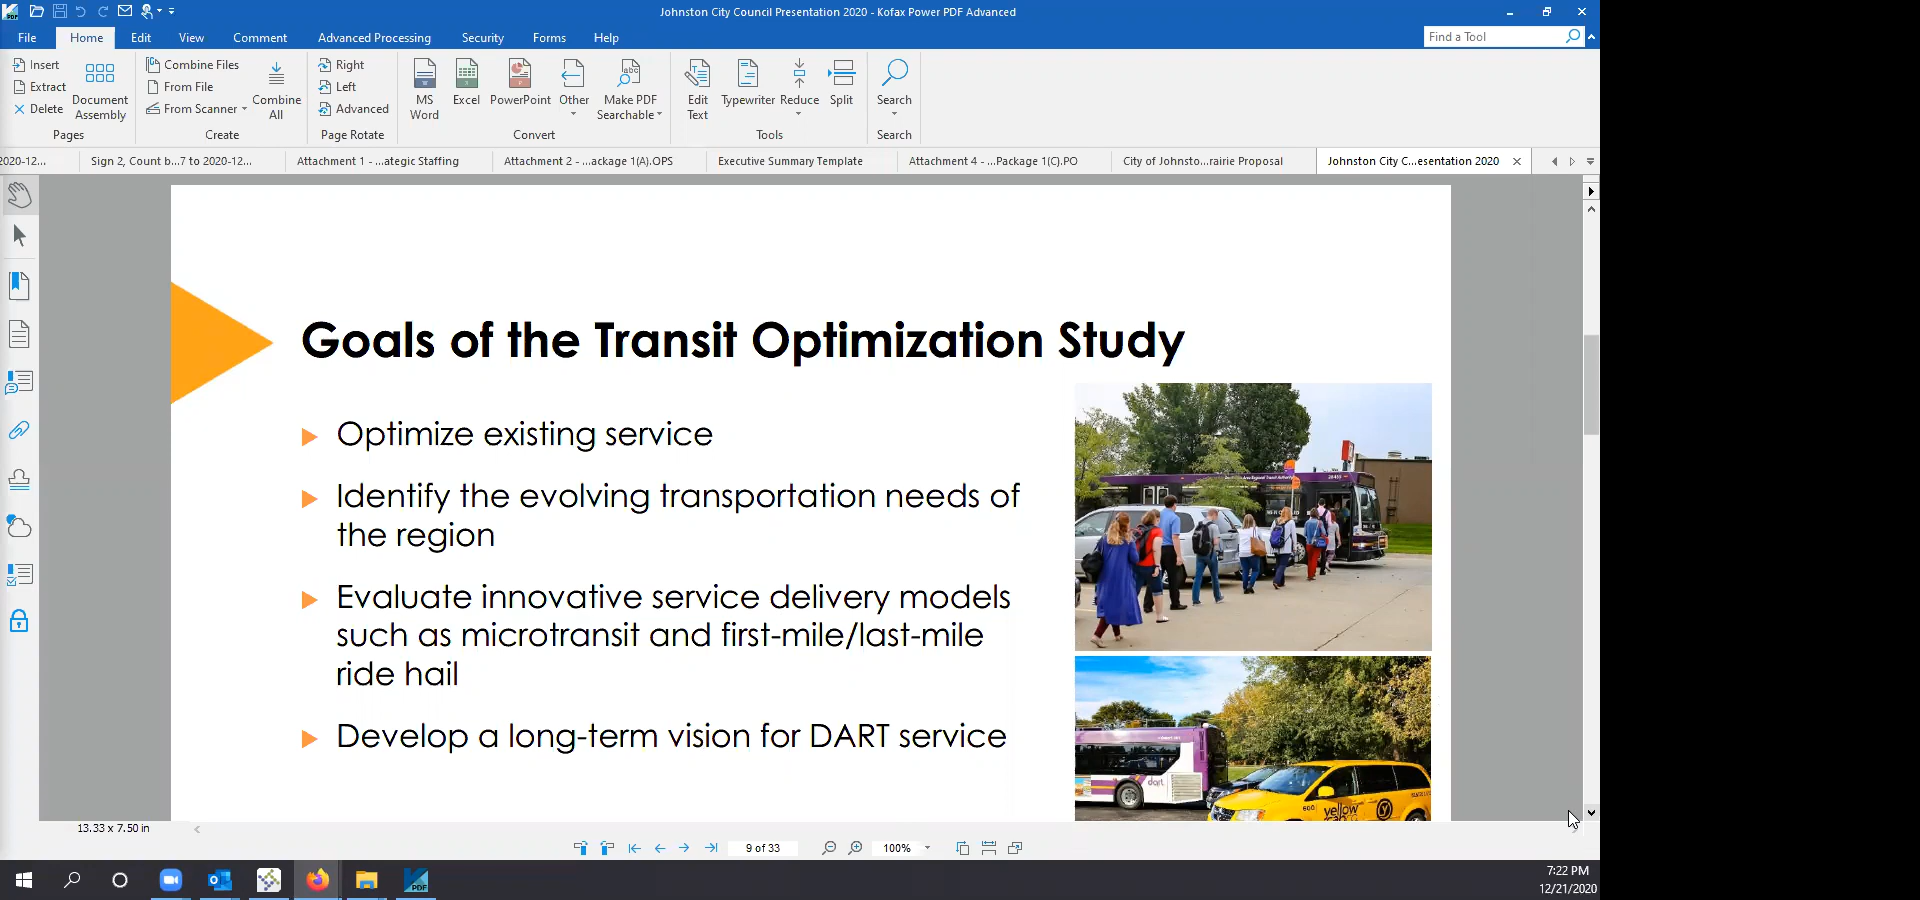 Johnston City Council Presentation 2020 - Kofax Power PDF Advanced
File Home Edit View Comment Advanced Processing Security Forms Help
Find a Tool
Insert
Extract
Delete
Document
Assembly
Pages
Combine Files
From File
From Scanner
Combine
All
Create
Right
Left
Advanced
Page Rotate
MS
Word
Excel
PowerPoint
Other
Make PDF
Searchable
Convert
Edit
Text
Typewriter
Reduce
Split
Tools
Search
Search
2020-12...
Sign 2, Count b...7 to 2020-12...
Attachment 1 - ...ategic Staffing
Attachment 2 - ...ackage 1(A).OPS
Executive Summary Template
Attachment 4 - ...Package 1(C).PO
City of Johnsto...rairie Proposal
Johnston City C...esentation 2020
Goals of the Transit Optimization Study
Optimize existing service
Identify the evolving transportation needs of
the region
Evaluate innovative service delivery models
such as microtransit and first-mile/last-mile
ride hail
Develop a long-term vision for DART service
dart
600
yellow
13.33 x 7.50 in
9 of 33
100%
PDF
7:22 PM
12/21/2020